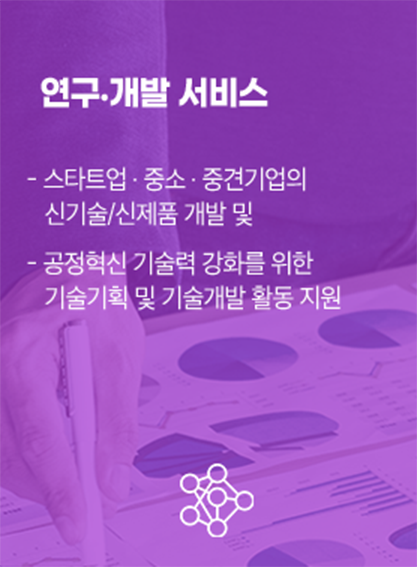 연구·개발 서비스
- 스타트업 · 중소 · 중견기업의
신기술/신제품 개발 및
- 공정혁신 기술력 강화를 위한
기술기획 및 기술개발 활동 지원